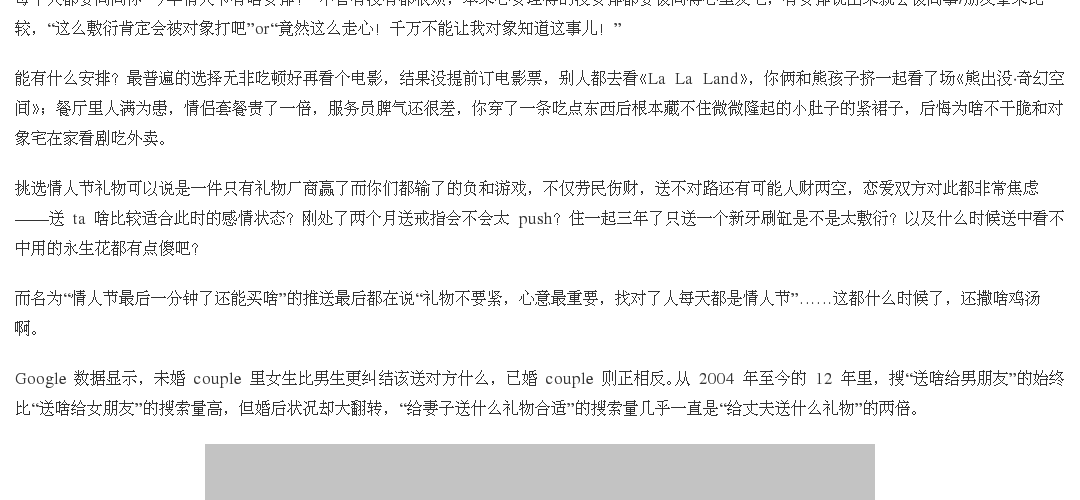 较，“这么敷衍肯定会被对象打吧”or“竟然这么走心！千万不能让我对象知道这事儿！”
能有什么安排？最普遍的选择无非吃顿好再看个电影，结果没提前订电影票，别人都去看《La La Land》，你俩和熊孩子挤一起看了场《熊出没·奇幻空
间》；餐厅里人满为患，情侣套餐贵了一倍，服务员脾气还很差，你穿了一条吃点东西后根本藏不住微微隆起的小肚子的紧裙子，后悔为啥不干脆和对
象宅在家看剧吃外卖。
挑选情人节礼物可以说是一件只有礼物厂商赢了而你们都输了的负和游戏，不仅劳民伤财，送不对路还有可能人财两空，恋爱双方对此都非常焦虑
——送 ta 啥比较适合此时的感情状态？刚处了两个月送戒指会不会太 push？住一起三年了只送一个新牙刷缸是不是太敷衍？以及什么时候送中看不
中用的永生花都有点傻吧？
而名为“情人节最后一分钟了还能买啥”的推送最后都在说“礼物不要紧，心意最重要，找对了人每天都是情人节”……这都什么时候了，还撒啥鸡汤
啊。
Google 数据显示，未婚 couple 里女生比男生更纠结该送对方什么，已婚 couple 则正相反。从 2004 年至今的 12 年里，搜“送啥给男朋友”的始终
比“送啥给女朋友”的搜索量高，但婚后状况却大翻转，“给妻子送什么礼物合适”的搜索量几乎一直是“给丈夫送什么礼物”的两倍。